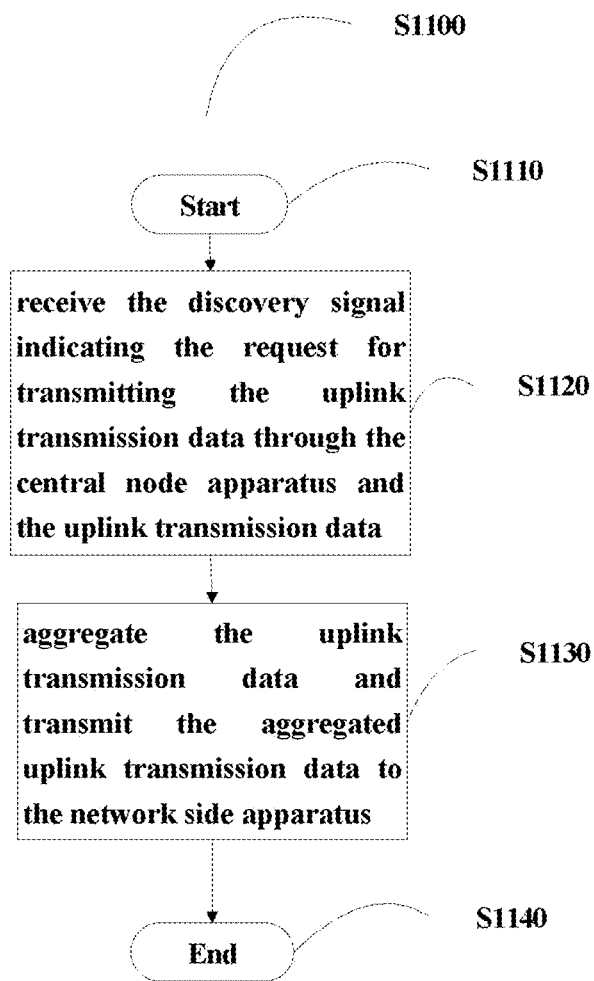 S1100
S1110
Start
receive the discovery signal
indicating the request for
transmitting the uplink
transmission data through the
central node apparatus and
the uplink transmission data
S1120
aggregate the uplink
transmission data and
transmit the aggregated
uplink transmission data to
the network side apparatus
S1130
S1140
End